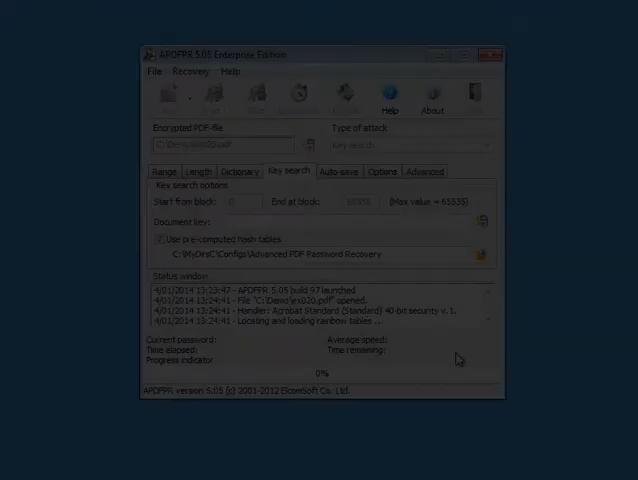 APDFPR 5.05 Enterprise Edition
File Recovery Help
Help About
Encrypted PDF-file Type of attack
Key search
Range Length Dictionary Key search Auto-save Options Advanced
Key search options
Start from block: 0 End at block: 65535 (Max value = 65535)
Document key:
Use pre-computed hash tables
C:\MyDirsC\Configs\Advanced PDF Password Recovery
Status window
4/01/2014 13:23:47 - APDFPR 5.05 build 97 launched
4/01/2014 13:24:41 - File "C:\Demo\ex020.pdf" opened.
4/01/2014 13:24:41 - Handler: Acrobat Standard (Standard) 40-bit security v. 1.
4/01/2014 13:24:41 - Locating and loading rainbow tables ...
Current password: Average speed:
Time elapsed: Time remaining:
Progress indicator
0%
APDFPR version 5.05 (c) 2001-2012 ElcomSoft Co. Ltd.